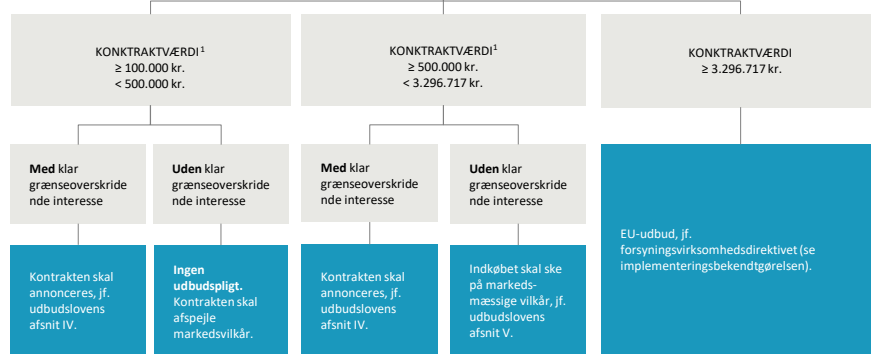 KONKTRAKTVÆRDI¹
≥ 100.000 kr.
< 500.000 kr.
KONKTRAKTVÆRDI¹
≥ 500.000 kr.
< 3.296.717 kr.
KONKTRAKTVÆRDI
≥ 3.296.717 kr.
Med klar
grænseoverskride
nde interesse
Uden klar
grænseoverskride
nde interesse
Med klar
grænseoverskride
nde interesse
Uden klar
grænseoverskride
nde interesse
Kontrakten skal
annonceres, jf.
udbudslovens
afsnit IV.
Ingen
udbudspligt.
Kontrakten skal
afspejle
markedsvilkår.
Kontrakten skal
annonceres, jf.
udbudslovens
afsnit IV.
Indkøbet skal ske
på markeds-
mæssige vilkår, jf.
udbudslovens
afsnit V.
EU-udbud, jf.
forsyningsvirksomhedsdirektivet (se
implementeringsbekendtgørelsen).